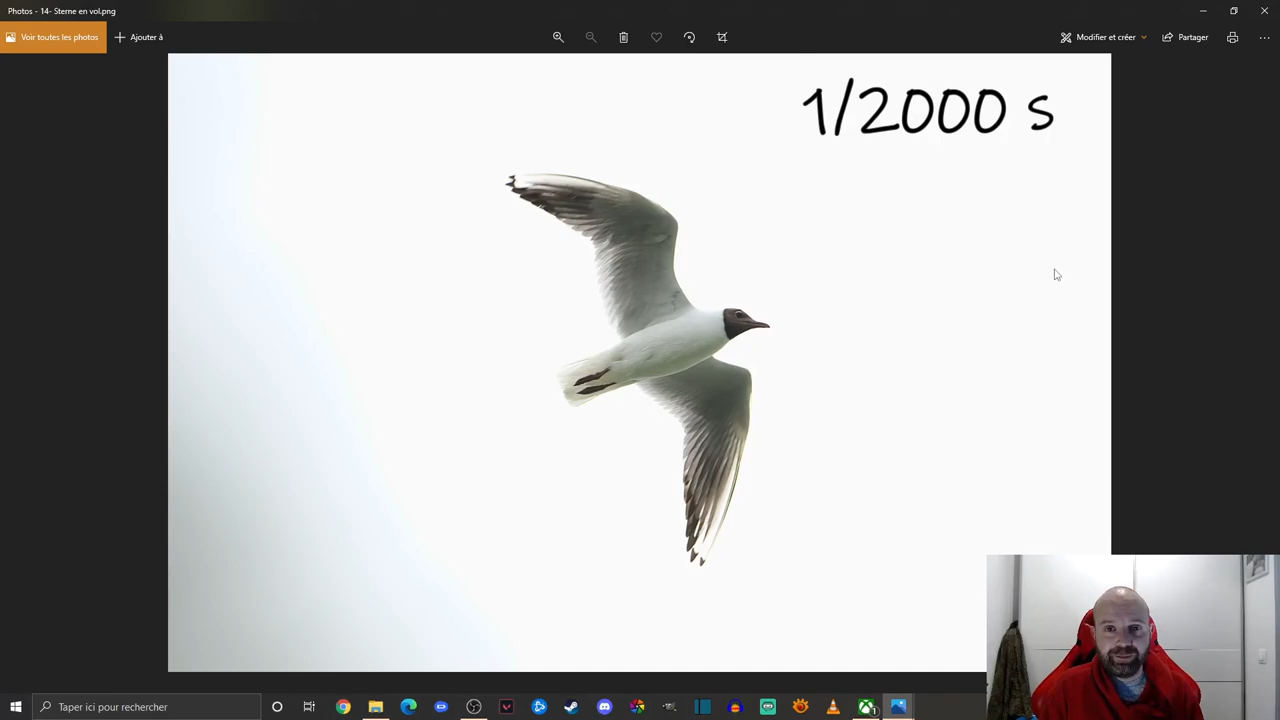 Photos - 14- Sterne en vol.png
Voir toutes les photos
Ajouter à
Modifier et créer
Partager
1/2000 s
Taper ici pour rechercher
1